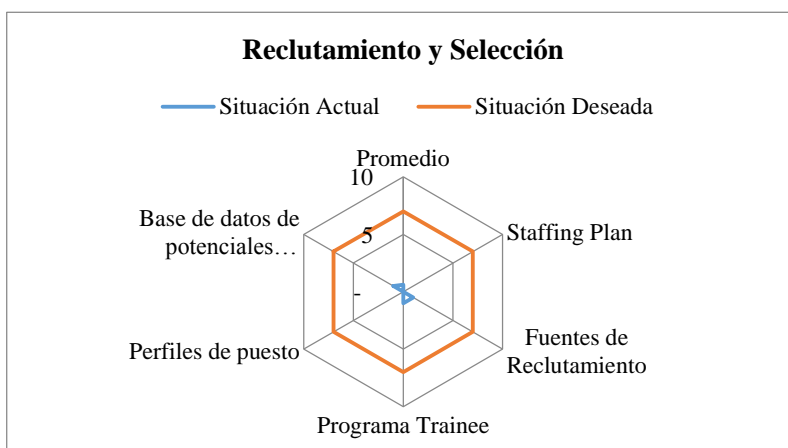 Reclutamiento y Selección
Situación Actual
Situación Deseada
Promedio
10
Base de datos de
potenciales…
5
Staffing Plan
-
Perfiles de puesto
Fuentes de
Reclutamiento
Programa Trainee